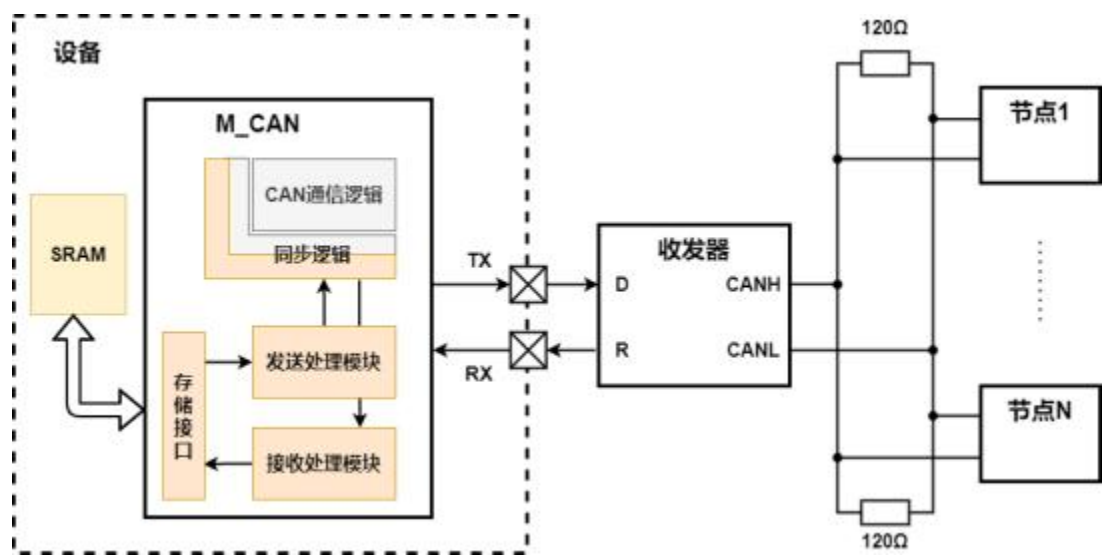 设备
M_CAN
CAN通信逻辑
同步逻辑
SRAM
发送处理模块
存储接口
接收处理模块
TX
RX
收发器
D
CANH
R
CANL
120Ω
节点1
节点N
120Ω